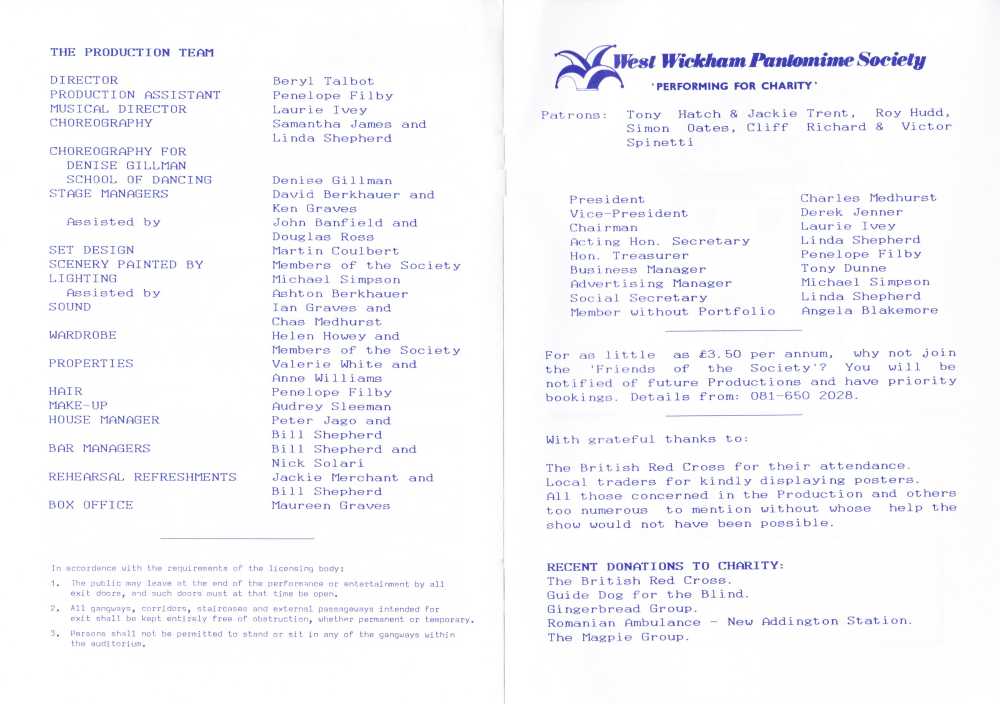 THE PRODUCTION TEAM
DIRECTOR Beryl Talbot
PRODUCTION ASSISTANT Penelope Filby
MUSICAL DIRECTOR Laurie Ivey
CHOREOGRAPHY Samantha James and
Linda Shepherd
CHOREOGRAPHY FOR
DENISE GILLMAN
SCHOOL OF DANCING Denise Gillman
STAGE MANAGERS David Berkhauer and
Ken Graves
Assisted by John Banfield and
Douglas Ross
SET DESIGN Martin Coulbert
SCENERY PAINTED BY Members of the Society
LIGHTING Michael Simpson
Assisted by Ashton Berkhauer
SOUND Ian Graves and
Chas Medhurst
WARDROBE Helen Howey and
Members of the Society
PROPERTIES Valerie White and
Anne Williams
HAIR Penelope Filby
MAKE-UP Audrey Sleeman
HOUSE MANAGER Peter Jago and
Bill Shepherd
BAR MANAGERS Bill Shepherd and
Nick Solari
REHEARSAL REFRESHMENTS Jackie Merchant and
Bill Shepherd
BOX OFFICE Maureen Graves
In accordance with the requirements of the licensing body:
1. The public may leave at the end of the performance or entertainment by all
exit doors, and such doors must at that time be open.
2. All gangways, corridors, staircases and external passageways intended for
exit shall be kept entirely free of obstruction, whether permanent or temporary.
3. Persons shall not be permitted to stand or sit in any of the gangways within
the auditorium.
West Wickham Pantomime Society
'PERFORMING FOR CHARITY'
Patrons: Tony Hatch & Jackie Trent, Roy Hudd,
Simon Oates, Cliff Richard & Victor
Spinetti
President Charles Medhurst
Vice-President Derek Jenner
Chairman Laurie Ivey
Acting Hon. Secretary Linda Shepherd
Hon. Treasurer Penelope Filby
Business Manager Tony Dunne
Advertising Manager Michael Simpson
Social Secretary Linda Shepherd
Member without Portfolio Angela Blakemore
For as little as £3.50 per annum, why not join
the 'Friends of the Society'? You will be
notified of future Productions and have priority
bookings. Details from: 081-650 2028.
With grateful thanks to:
The British Red Cross for their attendance.
Local traders for kindly displaying posters.
All those concerned in the Production and others
too numerous to mention without whose help the
show would not have been possible.
RECENT DONATIONS TO CHARITY:
The British Red Cross.
Guide Dog for the Blind.
Gingerbread Group.
Romanian Ambulance - New Addington Station.
The Magpie Group.